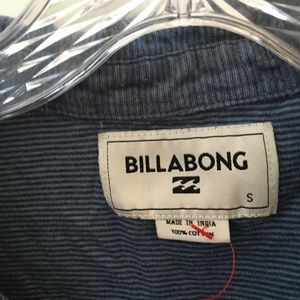 BILLABONG
S
MADE IN INDIA
100% COTTON